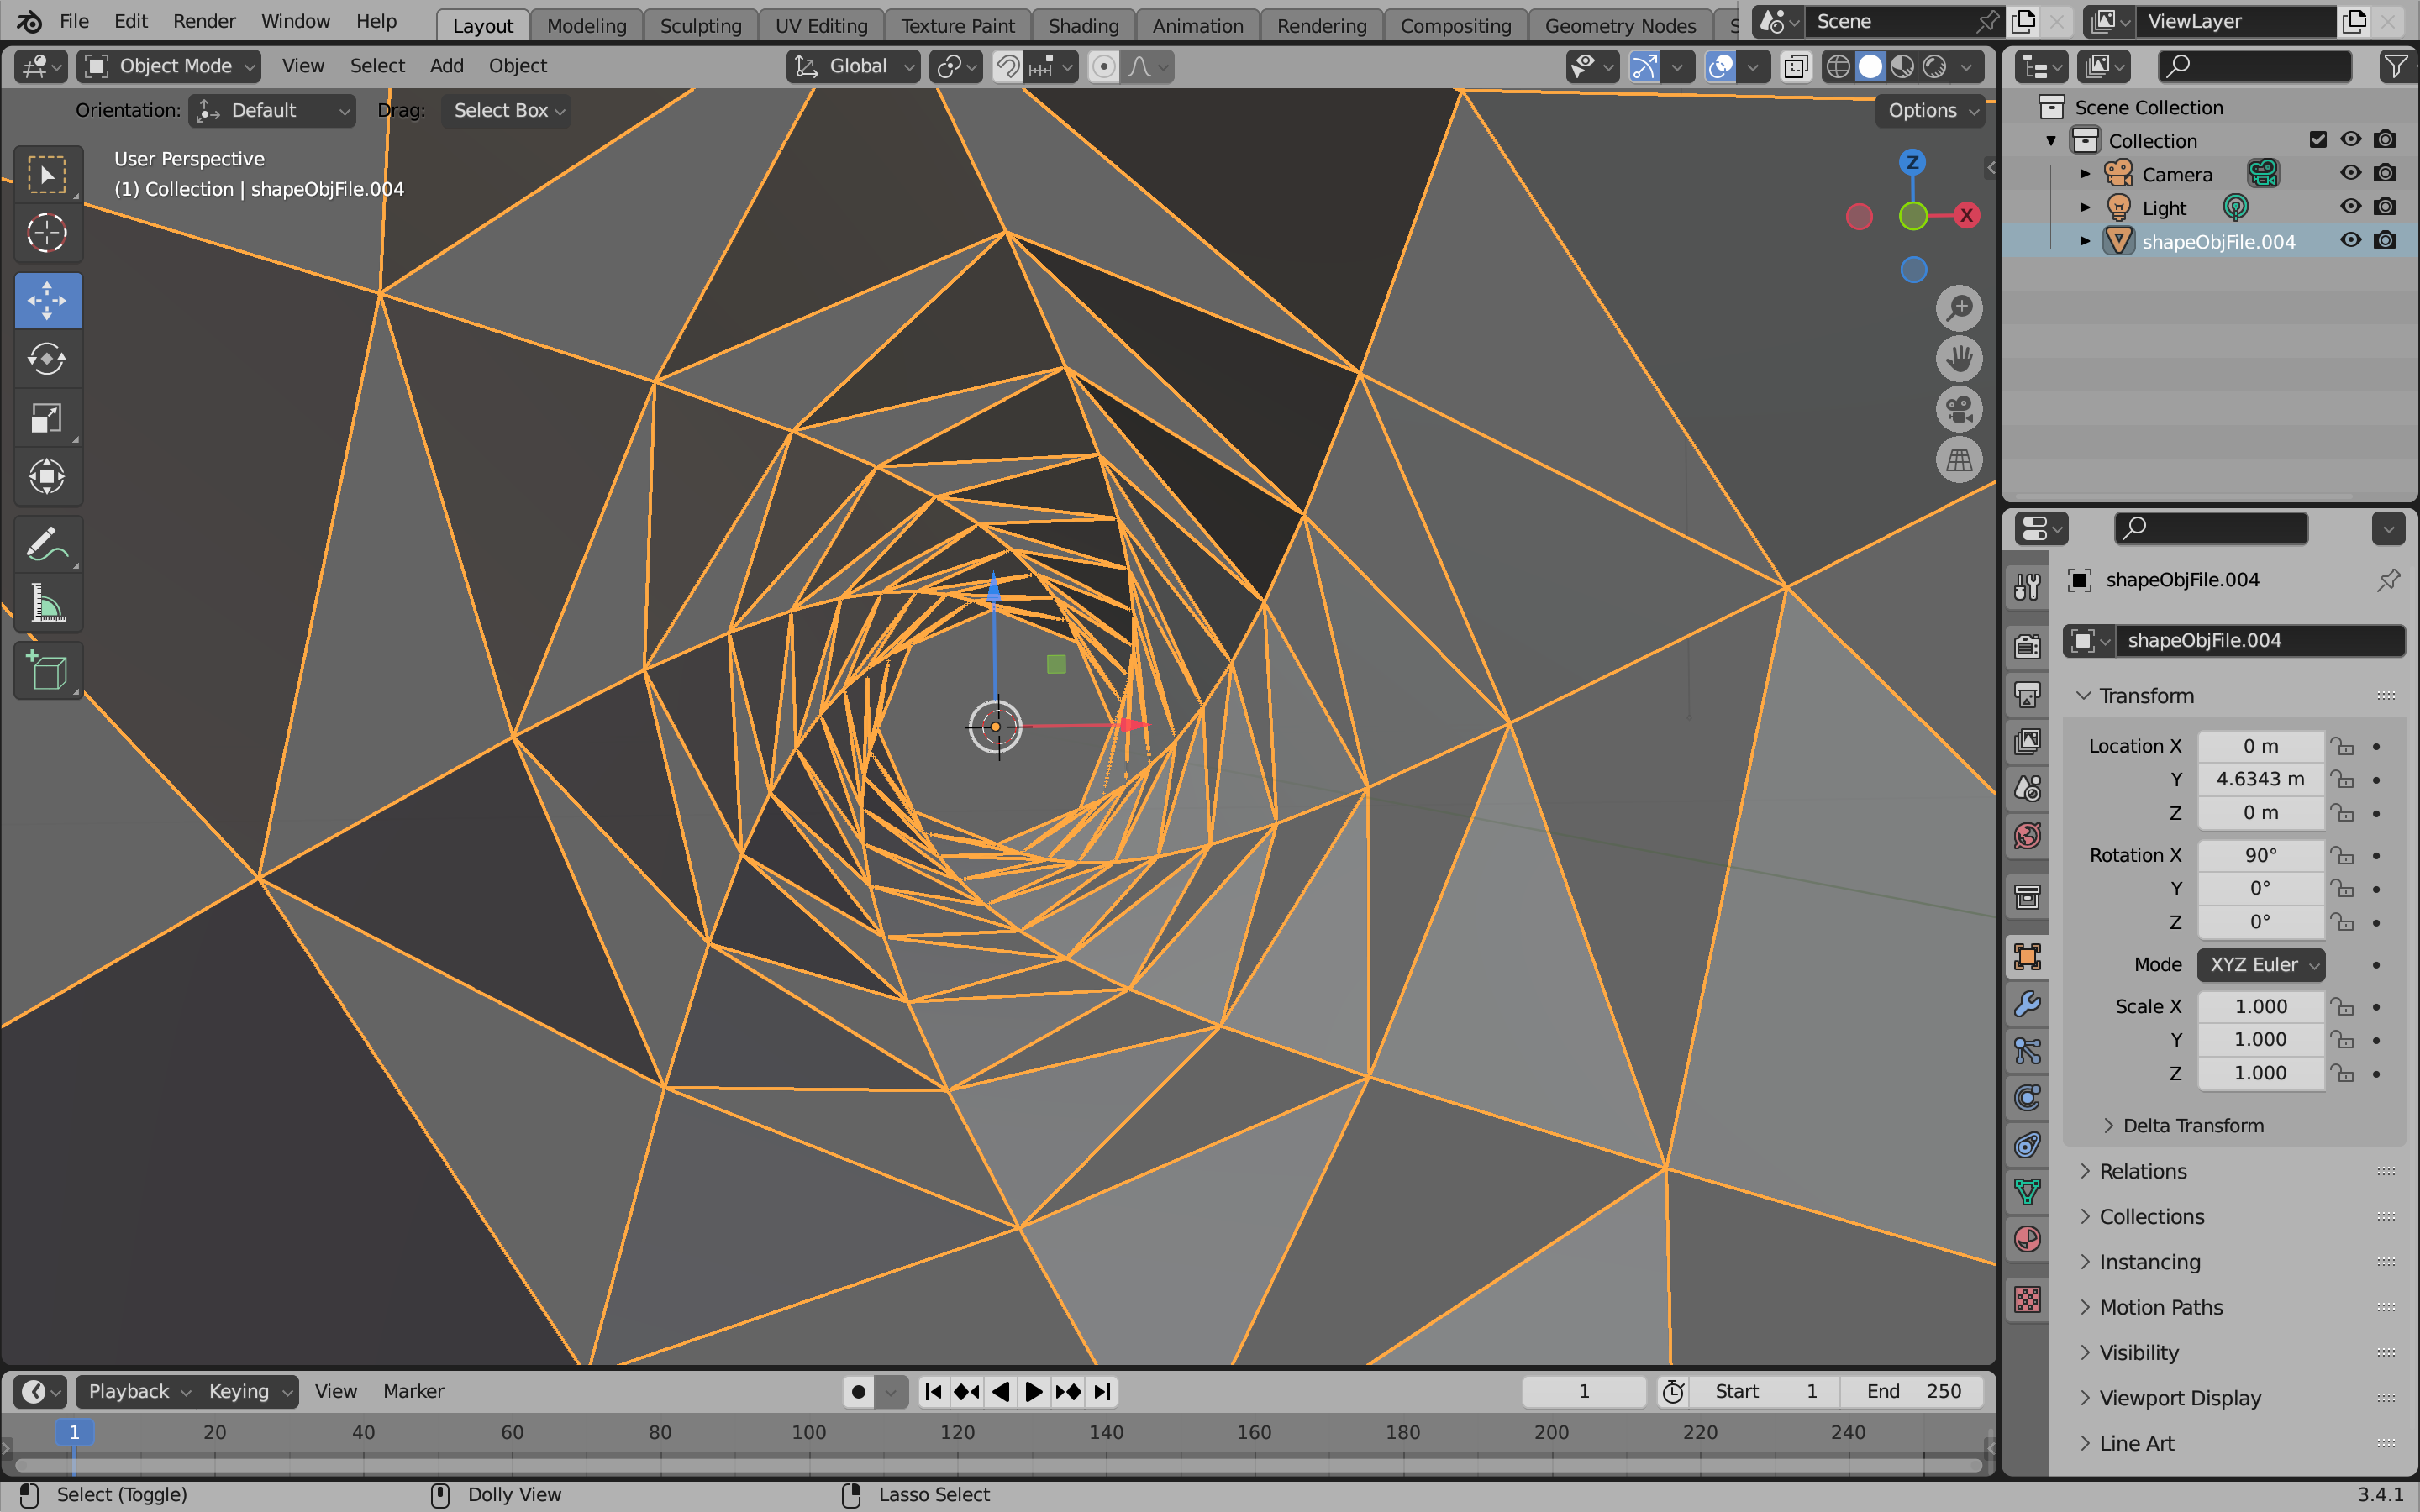 File Edit Render Window Help Layout Modeling Sculpting UV Editing Texture Paint Shading Animation Rendering Compositing Geometry Nodes Scene ViewLayer
Object Mode View Select Add Object Global
Orientation: Default Drag: Select Box Options
User Perspective
(1) Collection | shapeObjFile.004
Z
X
Scene Collection
Collection
Camera
Light
shapeObjFile.004
shapeObjFile.004
shapeObjFile.004
Transform
Location X 0 m
Y 4.6343 m
Z 0 m
Rotation X 90°
Y 0°
Z 0°
Mode XYZ Euler
Scale X 1.000
Y 1.000
Z 1.000
Delta Transform
Relations
Collections
Instancing
Motion Paths
Visibility
Viewport Display
Line Art
Playback Keying View Marker 1 Start 1 End 250
1 20 40 60 80 100 120 140 160 180 200 220 240
Select (Toggle) Dolly View Lasso Select 3.4.1